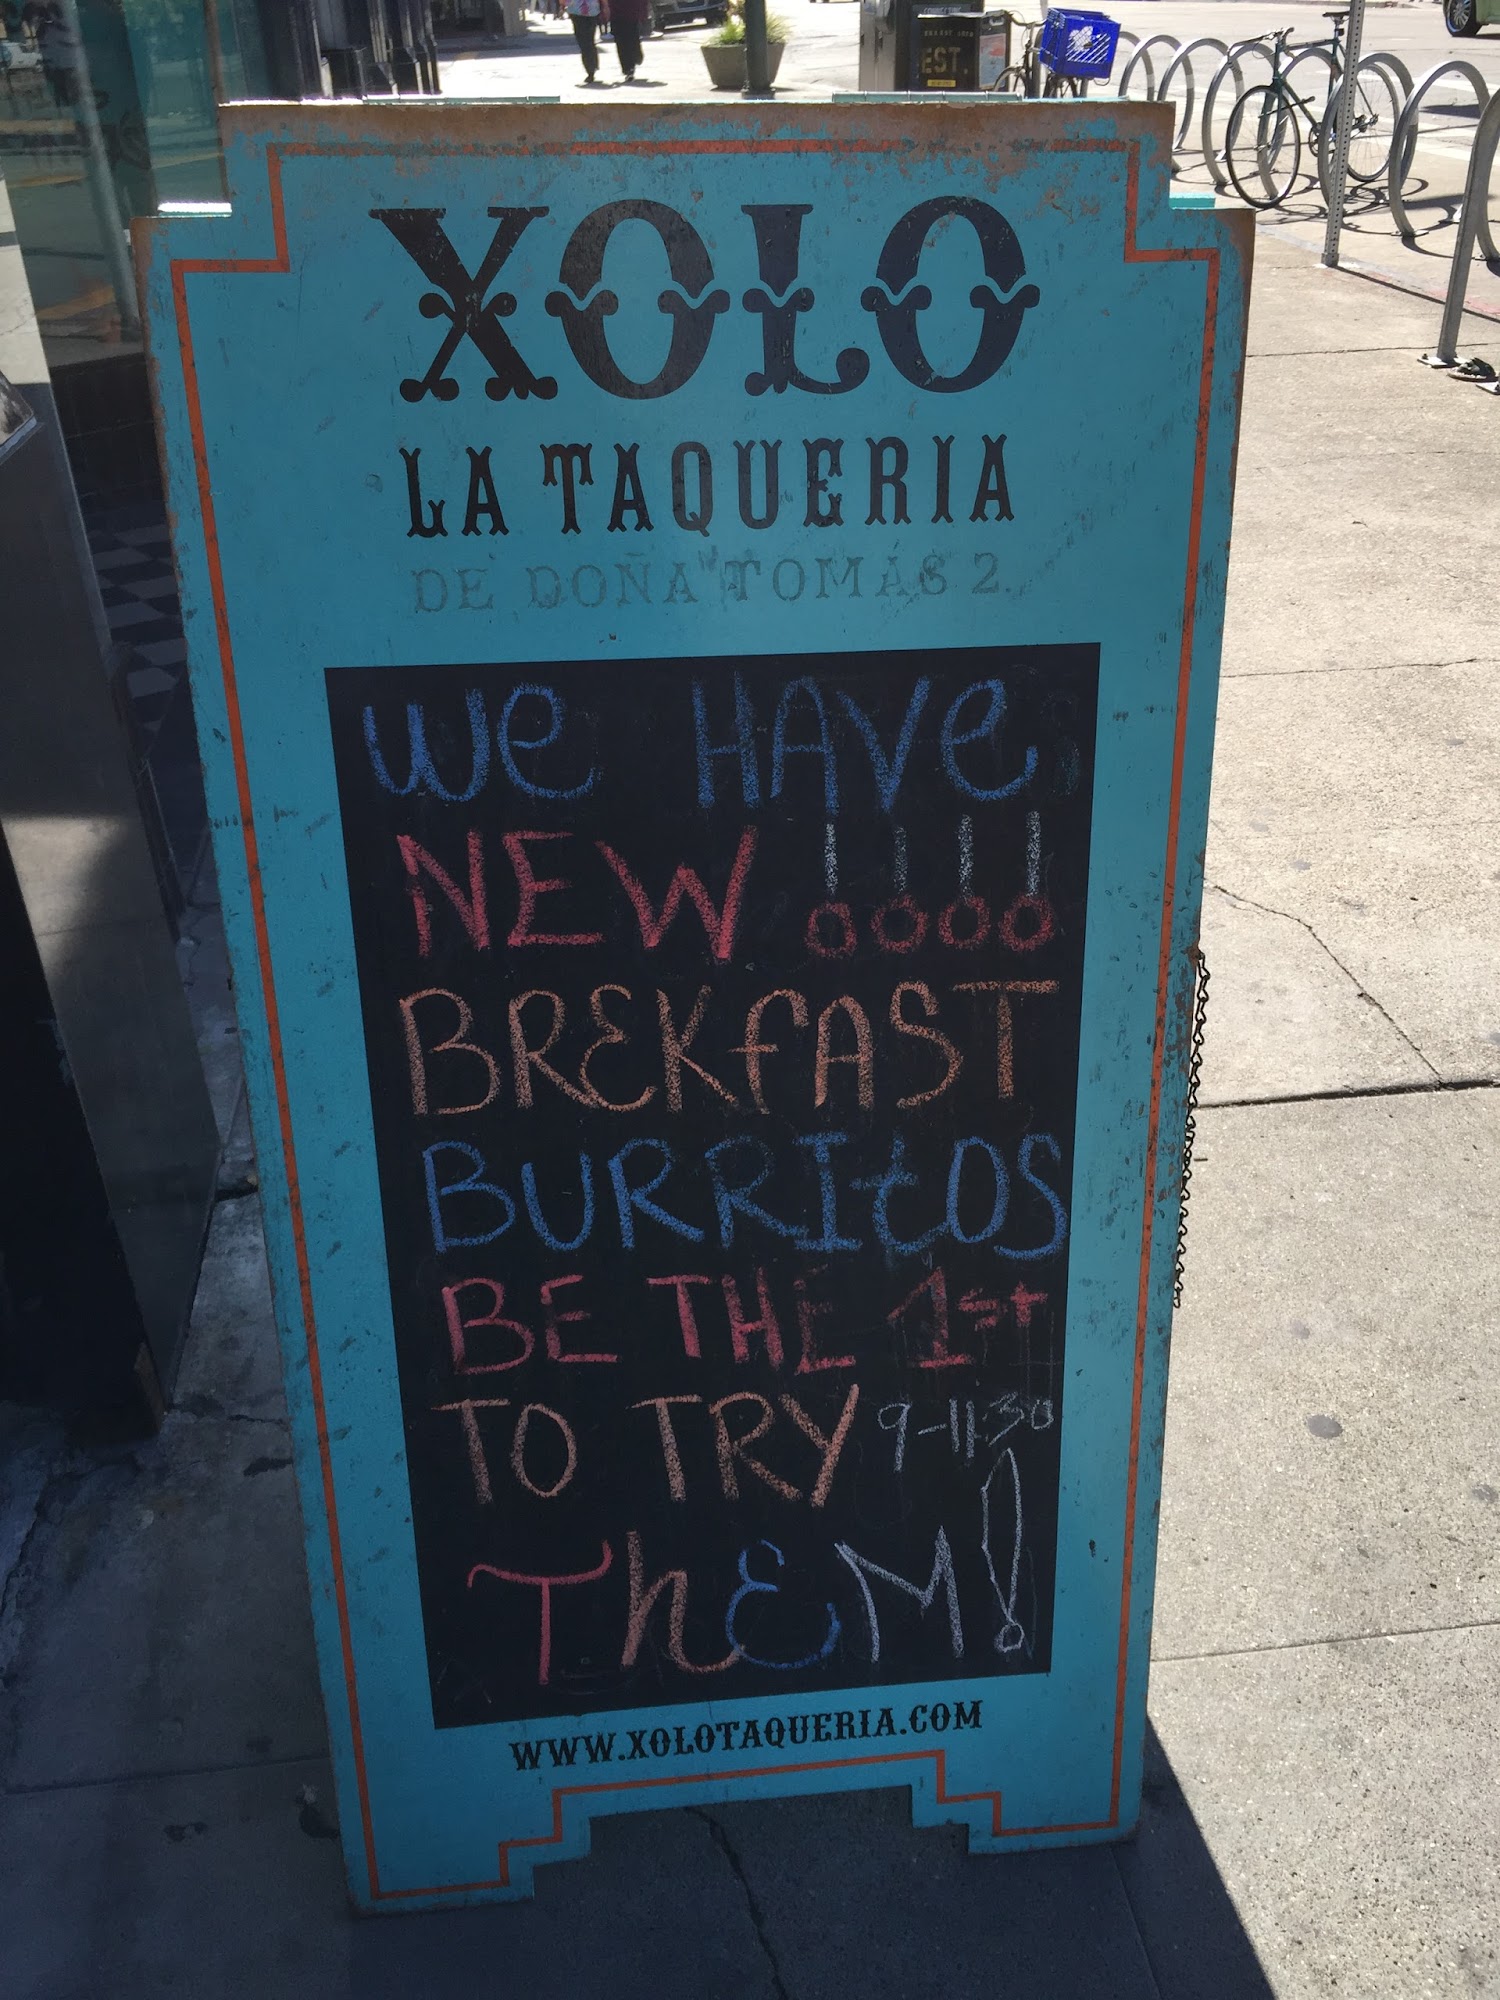 EST.
XOLO
LA TAQUERIA
DE DOÑA TOMÁS 2.
We HAVe
NEW !!!!
BREKfAST
BURRItOS
BE THE 1st
TO TRY 9-11:30
ThEM!
WWW.XOLOTAQUERIA.COM